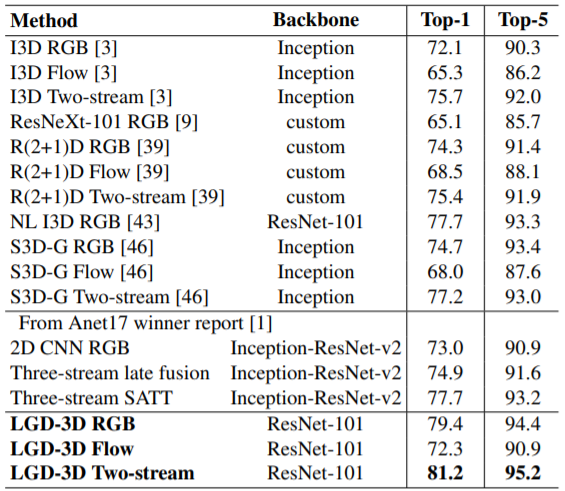 Method Backbone Top-1 Top-5
I3D RGB [3] Inception 72.1 90.3
I3D Flow [3] Inception 65.3 86.2
I3D Two-stream [3] Inception 75.7 92.0
ResNeXt-101 RGB [9] custom 65.1 85.7
R(2+1)D RGB [39] custom 74.3 91.4
R(2+1)D Flow [39] custom 68.5 88.1
R(2+1)D Two-stream [39] custom 75.4 91.9
NL I3D RGB [43] ResNet-101 77.7 93.3
S3D-G RGB [46] Inception 74.7 93.4
S3D-G Flow [46] Inception 68.0 87.6
S3D-G Two-stream [46] Inception 77.2 93.0
From Anet17 winner report [1]
2D CNN RGB Inception-ResNet-v2 73.0 90.9
Three-stream late fusion Inception-ResNet-v2 74.9 91.6
Three-stream SATT Inception-ResNet-v2 77.7 93.2
LGD-3D RGB ResNet-101 79.4 94.4
LGD-3D Flow ResNet-101 72.3 90.9
LGD-3D Two-stream ResNet-101 81.2 95.2